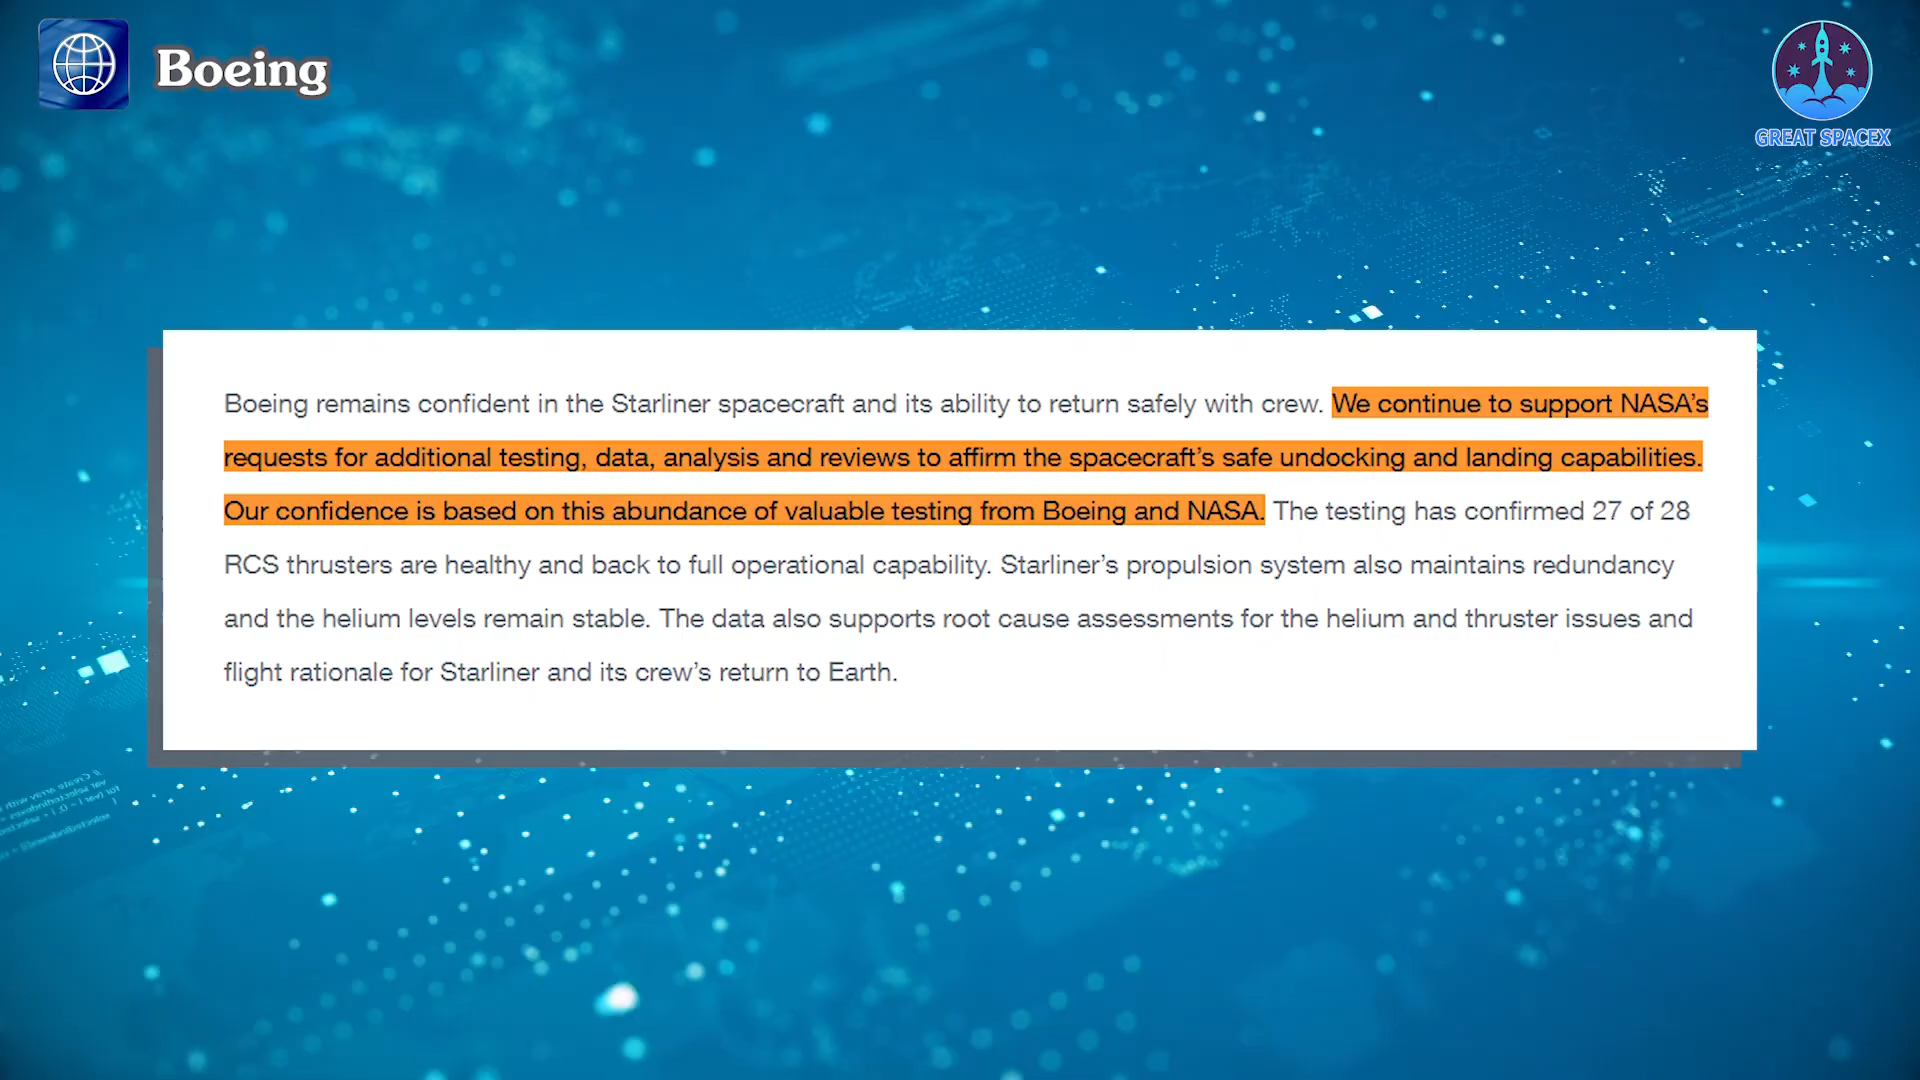 Boeing
GREAT SPACEX
Boeing remains confident in the Starliner spacecraft and its ability to return safely with crew. We continue to support NASA’s
requests for additional testing, data, analysis and reviews to affirm the spacecraft’s safe undocking and landing capabilities.
Our confidence is based on this abundance of valuable testing from Boeing and NASA. The testing has confirmed 27 of 28
RCS thrusters are healthy and back to full operational capability. Starliner’s propulsion system also maintains redundancy
and the helium levels remain stable. The data also supports root cause assessments for the helium and thruster issues and
flight rationale for Starliner and its crew’s return to Earth.